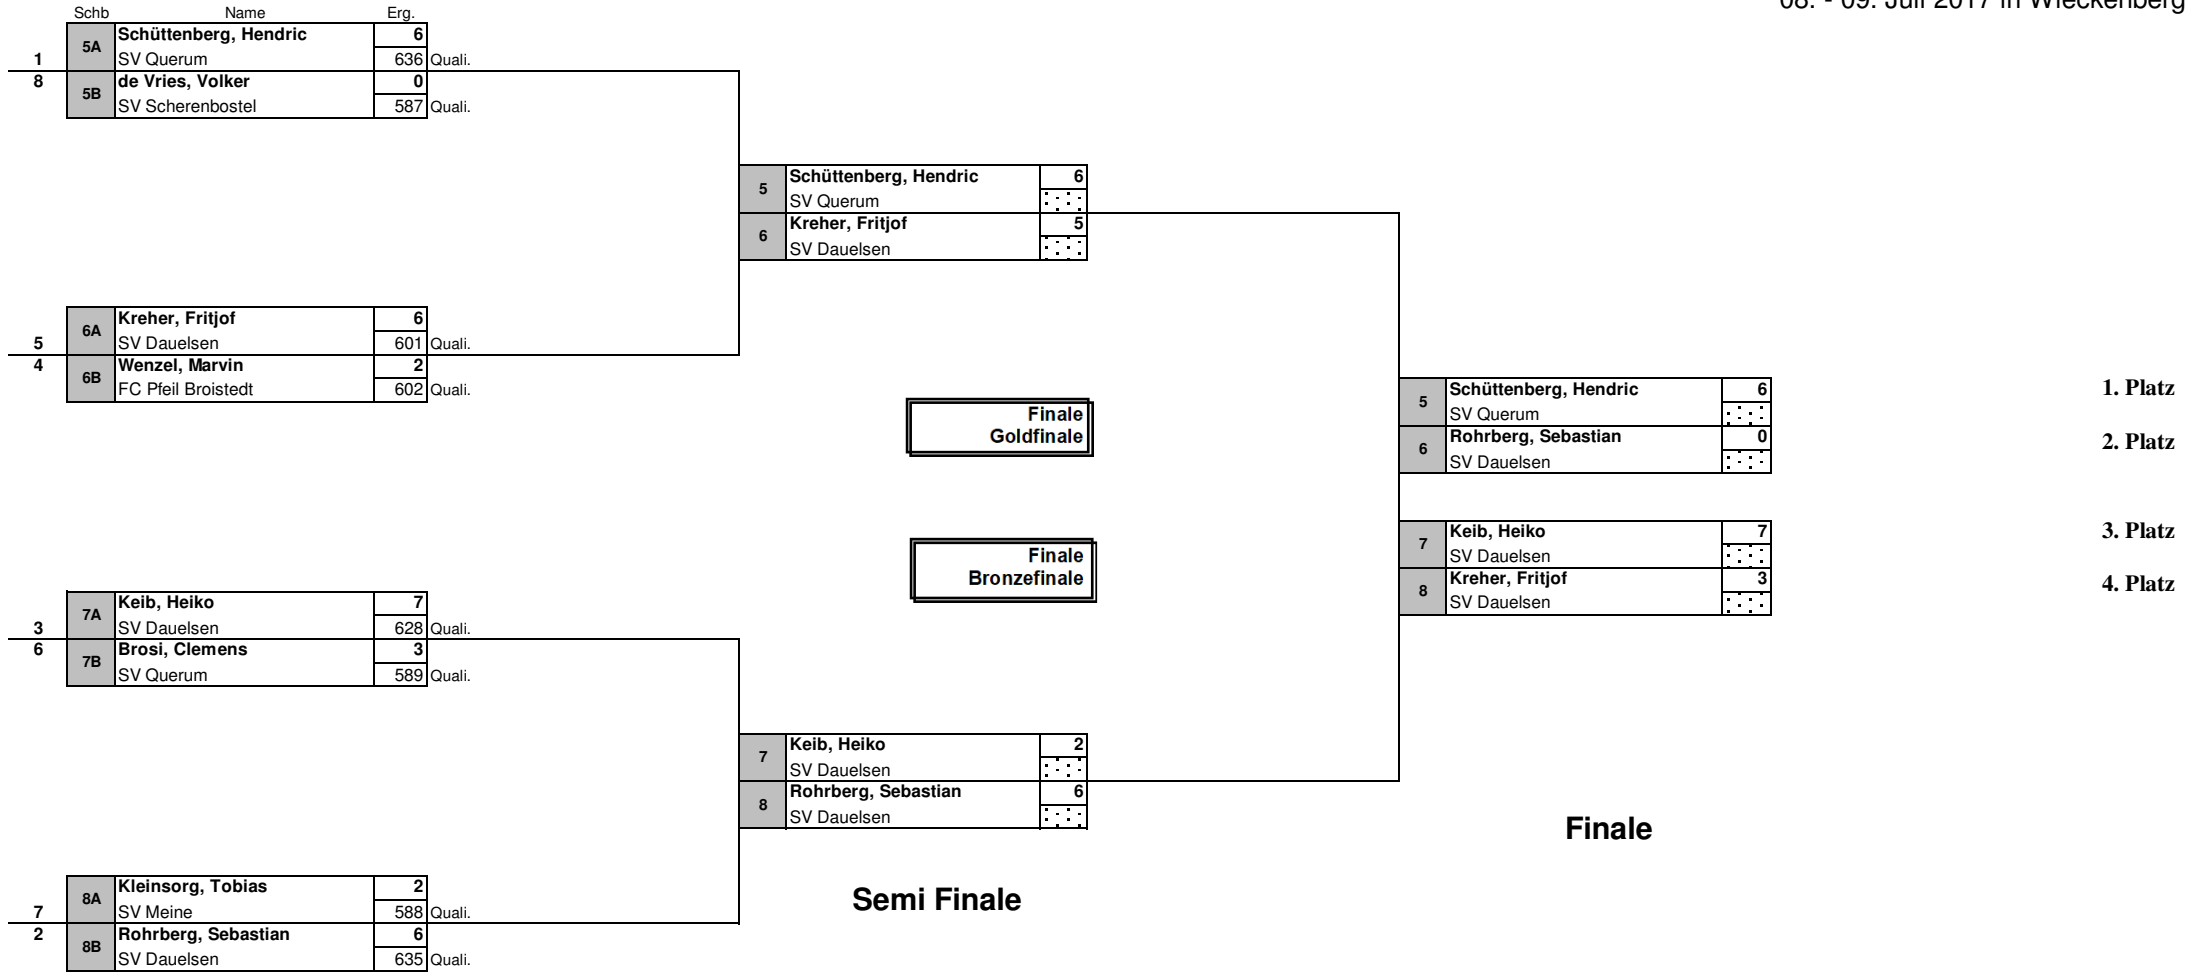 08. - 09. Juli 2017 in Wieckenberg
Schb Name Erg.
5A Schüttenberg, Hendric 6
1 SV Querum 636 Quali.
8 5B de Vries, Volker 0
SV Scherenbostel 587 Quali.
5 Schüttenberg, Hendric 6
SV Querum
6 Kreher, Fritjof 5
SV Dauelsen
6A Kreher, Fritjof 6
5 SV Dauelsen 601 Quali.
4 6B Wenzel, Marvin 2
FC Pfeil Broistedt 602 Quali.
Finale
Goldfinale
5 Schüttenberg, Hendric 6 1. Platz
SV Querum
6 Rohrberg, Sebastian 0 2. Platz
SV Dauelsen
Finale
Bronzefinale
7 Keib, Heiko 7 3. Platz
SV Dauelsen
8 Kreher, Fritjof 3 4. Platz
SV Dauelsen
7A Keib, Heiko 7
3 SV Dauelsen 628 Quali.
6 7B Brosi, Clemens 3
SV Querum 589 Quali.
7 Keib, Heiko 2
SV Dauelsen
8 Rohrberg, Sebastian 6
SV Dauelsen
Finale
Semi Finale
8A Kleinsorg, Tobias 2
7 SV Meine 588 Quali.
2 8B Rohrberg, Sebastian 6
SV Dauelsen 635 Quali.